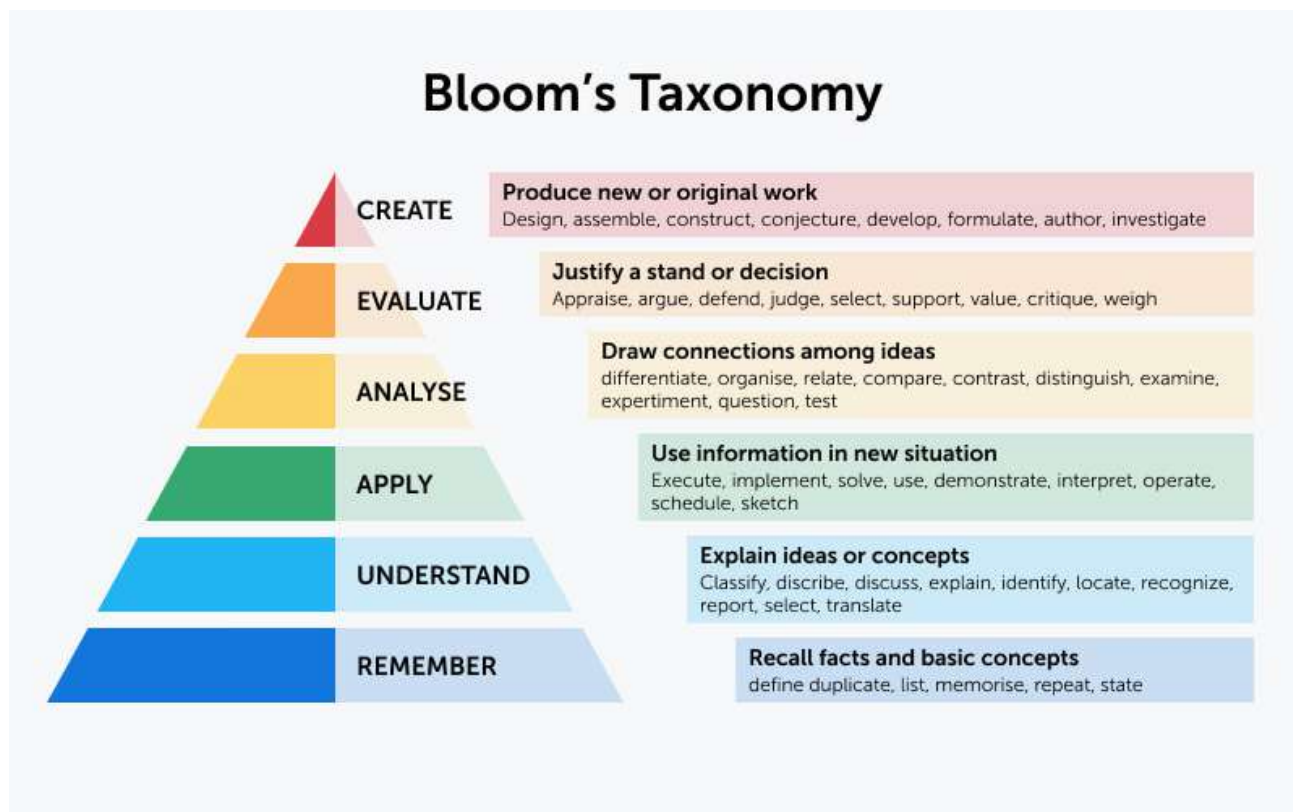 Bloom's Taxonomy
CREATE
Produce new or original work
Design, assemble, construct, conjecture, develop, formulate, author, investigate
EVALUATE
Justify a stand or decision
Appraise, argue, defend, judge, select, support, value, critique, weigh
ANALYSE
Draw connections among ideas
differentiate, organise, relate, compare, contrast, distinguish, examine,
expertiment, question, test
APPLY
Use information in new situation
Execute, implement, solve, use, demonstrate, interpret, operate,
schedule, sketch
UNDERSTAND
Explain ideas or concepts
Classify, discribe, discuss, explain, identify, locate, recognize,
report, select, translate
REMEMBER
Recall facts and basic concepts
define duplicate, list, memorise, repeat, state